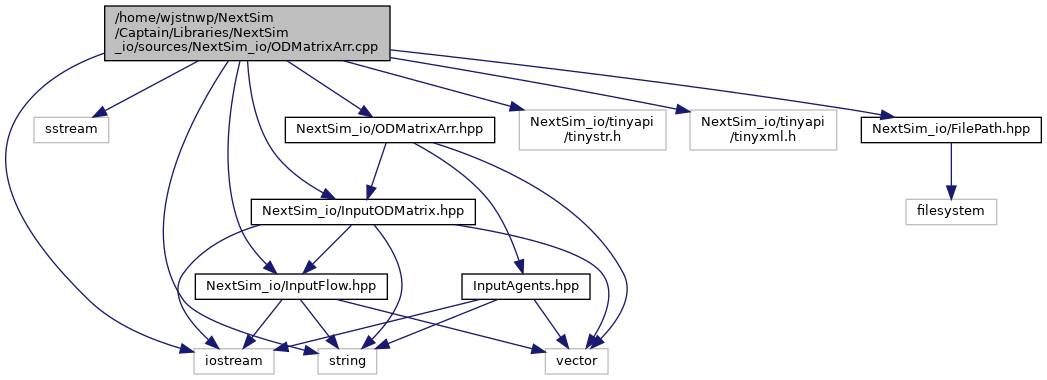 /home/wjstnwp/NextSim
/Captain/Libraries/NextSim
_io/sources/NextSim_io/ODMatrixArr.cpp
sstream
NextSim_io/ODMatrixArr.hpp
NextSim_io/tinyapi
/tinystr.h
NextSim_io/tinyapi
/tinyxml.h
NextSim_io/FilePath.hpp
NextSim_io/InputODMatrix.hpp
filesystem
NextSim_io/InputFlow.hpp
InputAgents.hpp
iostream
string
vector